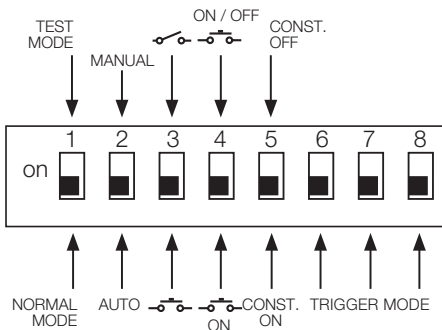 ON / OFF
TEST MODE
CONST. OFF
MANUAL
1 2 3 4 5 6 7 8
on
NORMAL MODE
AUTO
ON
CONST. ON
TRIGGER MODE